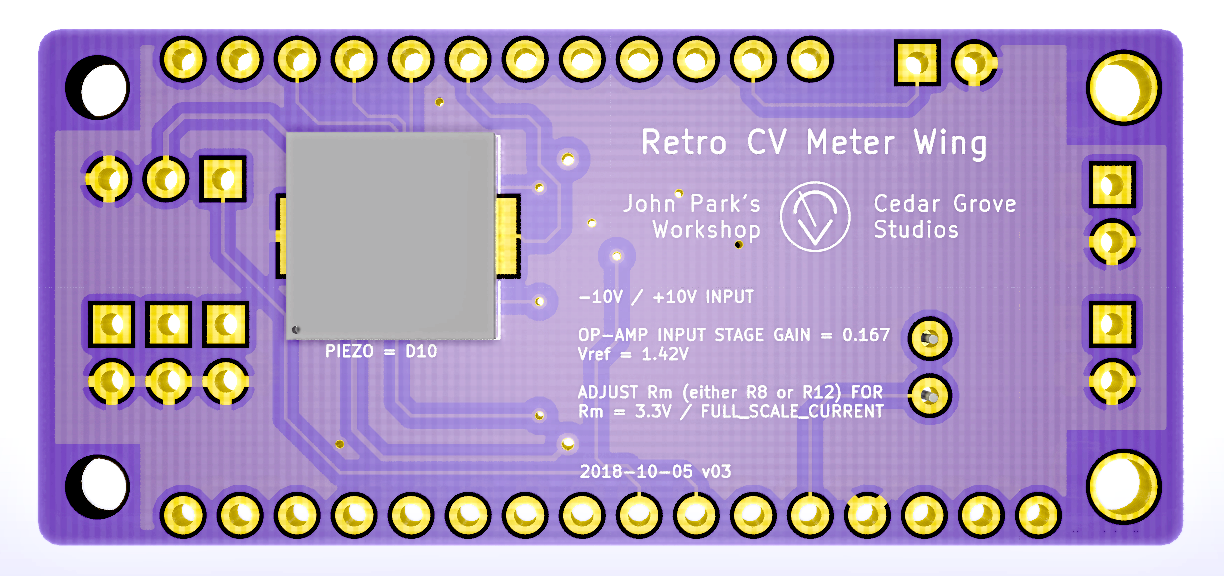 Retro CV Meter Wing
John Park's
Workshop
Cedar Grove
Studios
-10V / +10V INPUT
OP-AMP INPUT STAGE GAIN = 0.167
Vref = 1.42V
PIEZO = D10
ADJUST Rm (either R8 or R12) FOR
Rm = 3.3V / FULL_SCALE_CURRENT
2018-10-05 v03